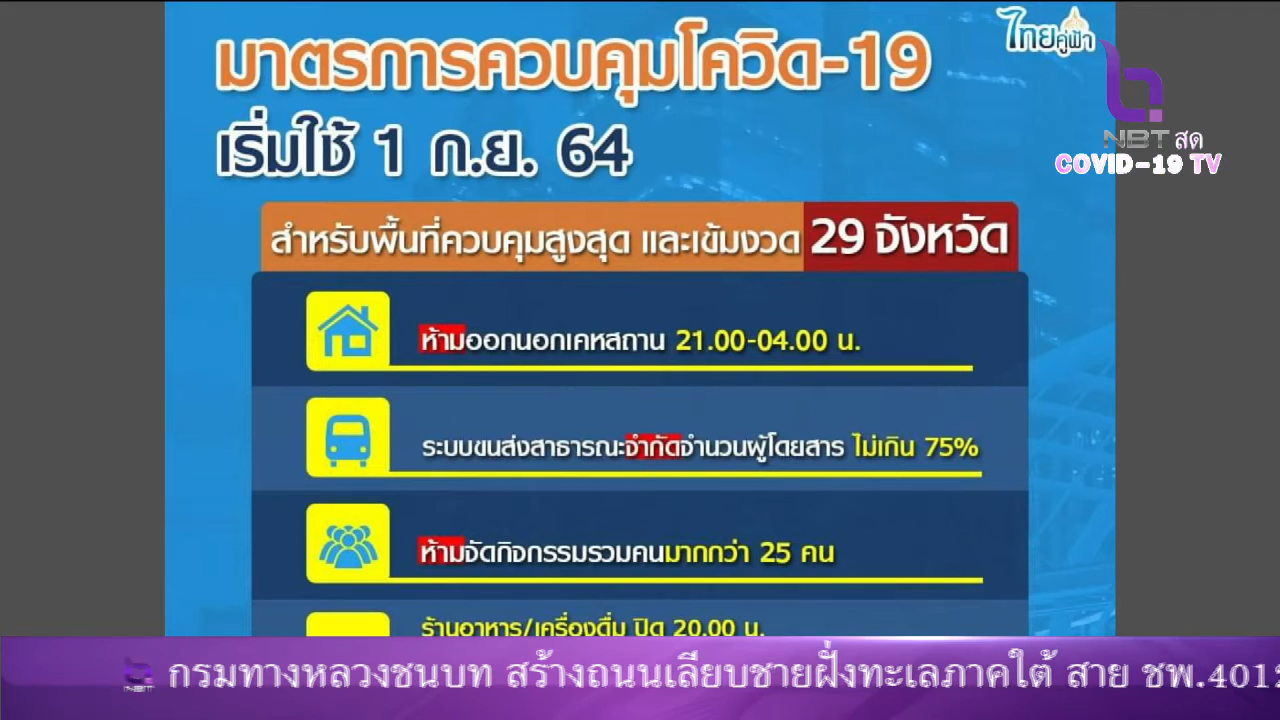 ไทยคู่ฟ้า
มาตรการควบคุมโควิด-19
เริ่มใช้ 1 ก.ย. 64
NBT สด
COVID-19 TV
สำหรับพื้นที่ควบคุมสูงสุด และเข้มงวด 29 จังหวัด
ห้ามออกนอกเคหสถาน 21.00-04.00 น.
ระบบขนส่งสาธารณะจำกัดจำนวนผู้โดยสาร ไม่เกิน 75%
ห้ามจัดกิจกรรมรวมคนมากกว่า 25 คน
ร้านอาหาร/เครื่องดื่ม ปิด 20.00 น.
NBT กรมทางหลวงชนบท สร้างถนนเลียบชายฝั่งทะเลภาคใต้ สาย ชพ.4012